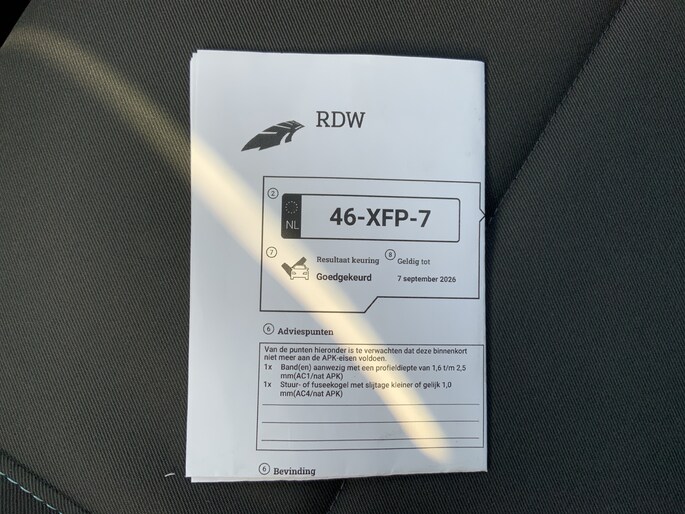 RDW
2
NL
46-XFP-7
7
Resultaat keuring
8
Geldig tot
Goedgekeurd
7 september 2026
6 Adviespunten
Van de punten hieronder is te verwachten dat deze binnenkort
niet meer aan de APK-eisen voldoen.
1x Band(en) aanwezig met een profieldiepte van 1,6 t/m 2,5
mm(AC1/nat APK)
1x Stuur- of fuseekogel met slijtage kleiner of gelijk 1,0
mm(AC4/nat APK)
6 Bevinding